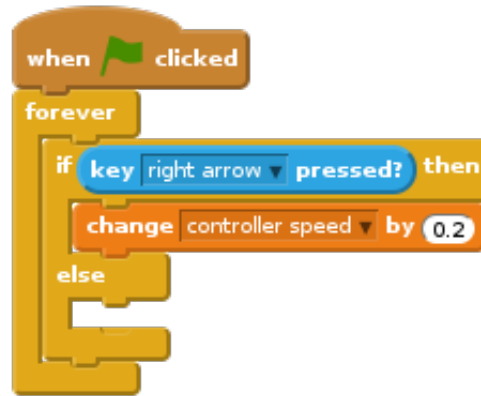 when clicked
forever
if key right arrow pressed? then
change controller speed by 0.2
else